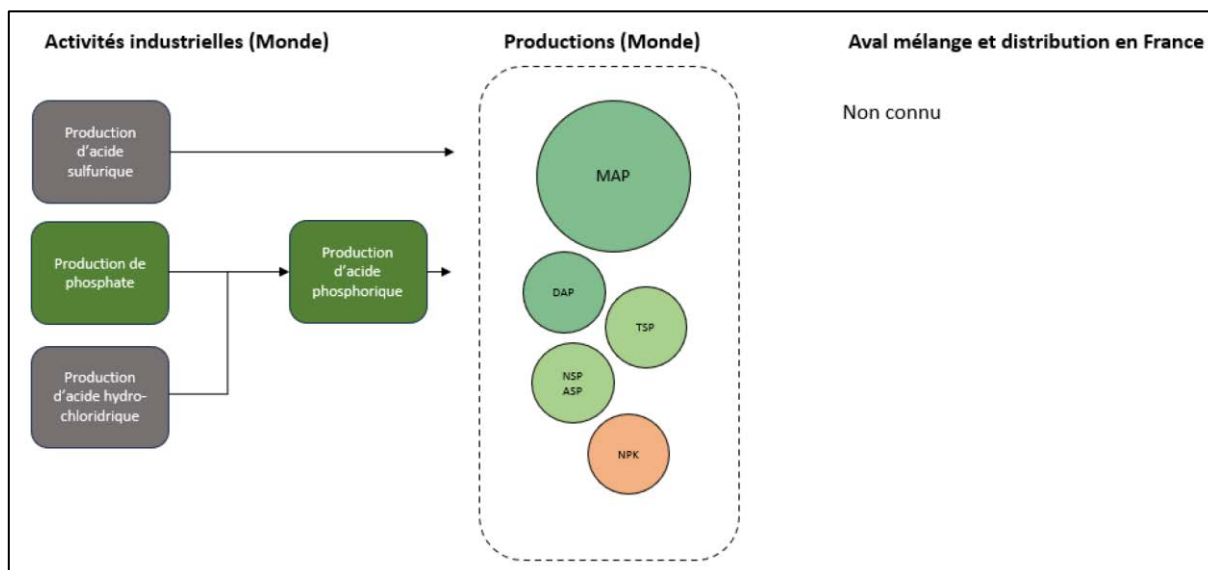 Activités industrielles (Monde)
Productions (Monde)
Aval mélange et distribution en France
Production
d'acide
sulfurique
Production de
phosphate
Production
d'acide hydro-
chloridrique
Production
d'acide
phosphorique
MAP
DAP
TSP
NSP
ASP
NPK
Non connu